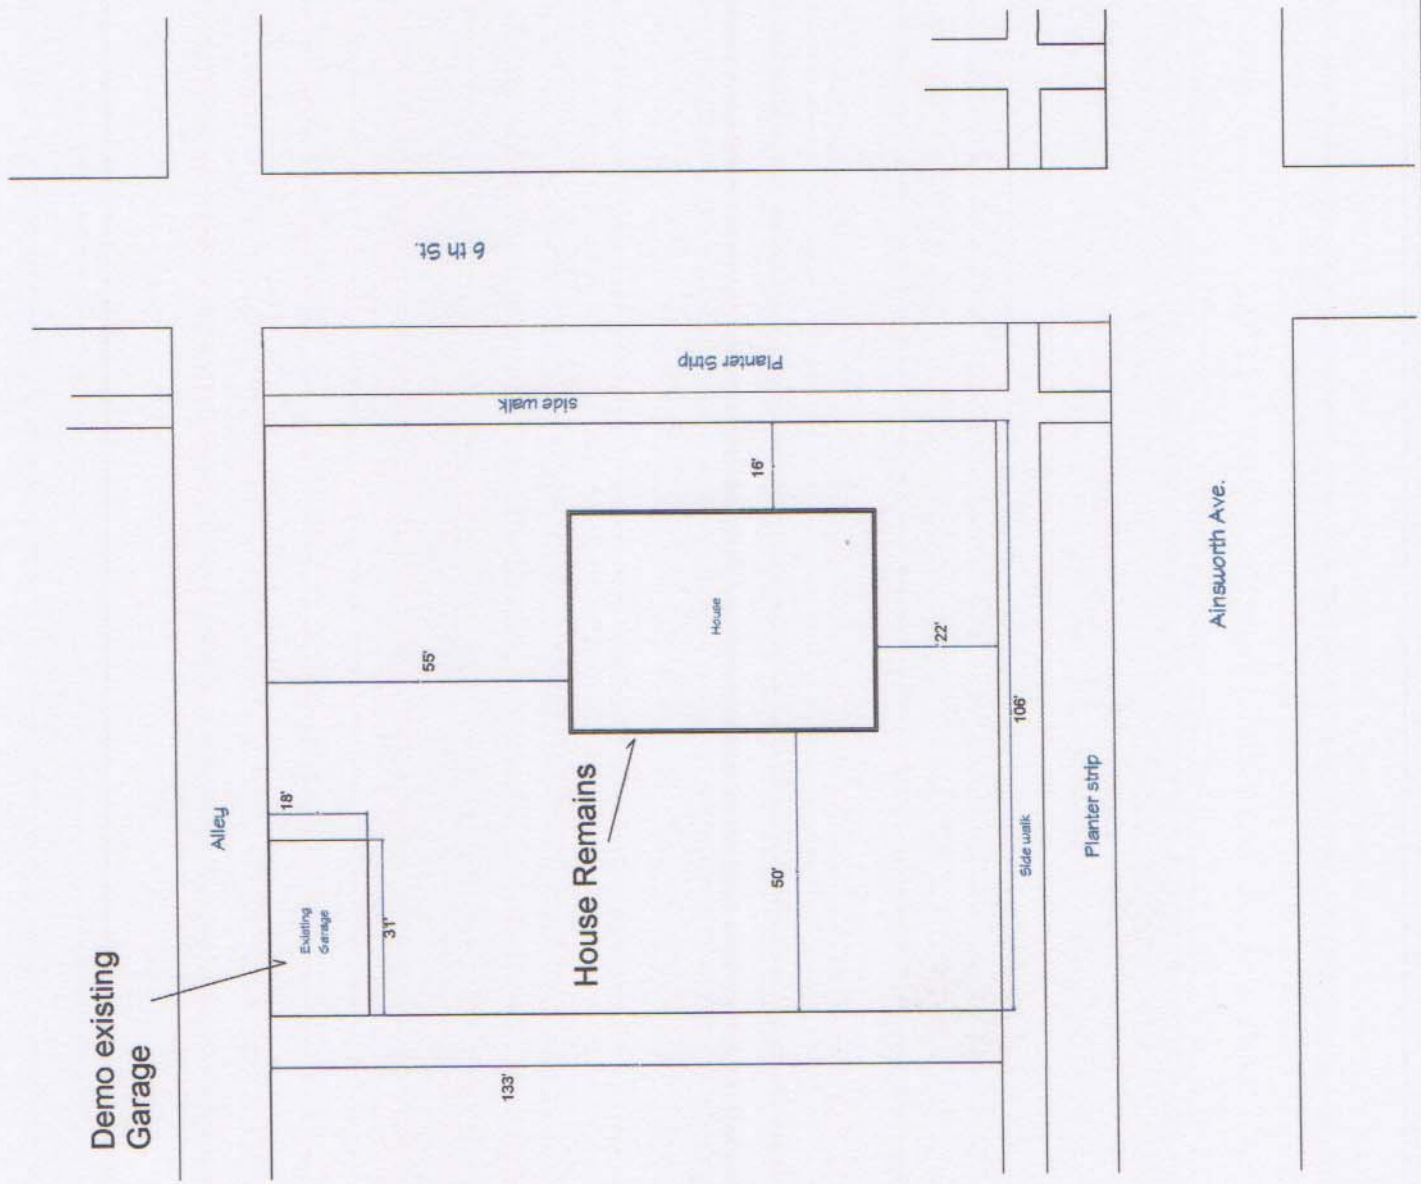 6 th St.
Planter Strip
side walk
16'
House
55'
22'
Ainsworth Ave.
106'
Planter strip
Side walk
House Remains
50'
18'
Alley
Existing
Garage
31'
133'
Demo existing
Garage